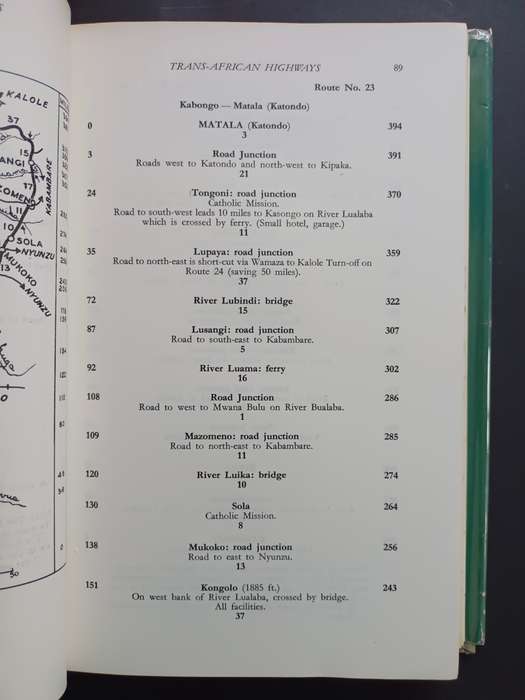 KALOLE
37
15
ANGI
17
KABAMBARE
OMENO
11
10
4
SOLA
NYUNZU
MUKOKO
13
NYUNZU
TRANS-AFRICAN HIGHWAYS 89
Route No. 23
Kabongo — Matala (Katondo)
0 MATALA (Katondo) 394
3
3 Road Junction 391
Roads west to Katondo and north-west to Kipaka.
21
24 Tongoni: road junction 370
Catholic Mission.
Road to south-west leads 10 miles to Kasongo on River Lualaba
which is crossed by ferry. (Small hotel, garage.)
11
35 Lupaya: road junction 359
Road to north-east is short-cut via Wamaza to Kalole Turn-off on
Route 24 (saving 50 miles).
37
72 River Lubindi: bridge 322
15
87 Lusangi: road junction 307
Road to south-east to Kabambare.
5
92 River Luama: ferry 302
16
108 Road Junction 286
Road to west to Mwana Bulu on River Bualaba.
1
109 Mazomeno: road junction 285
Road to north-east to Kabambare.
11
120 River Luika: bridge 274
10
130 Sola 264
Catholic Mission.
8
138 Mukoko: road junction 256
Road to east to Nyunzu.
13
151 Kongolo (1885 ft.) 243
On west bank of River Lualaba, crossed by bridge.
All facilities.
37